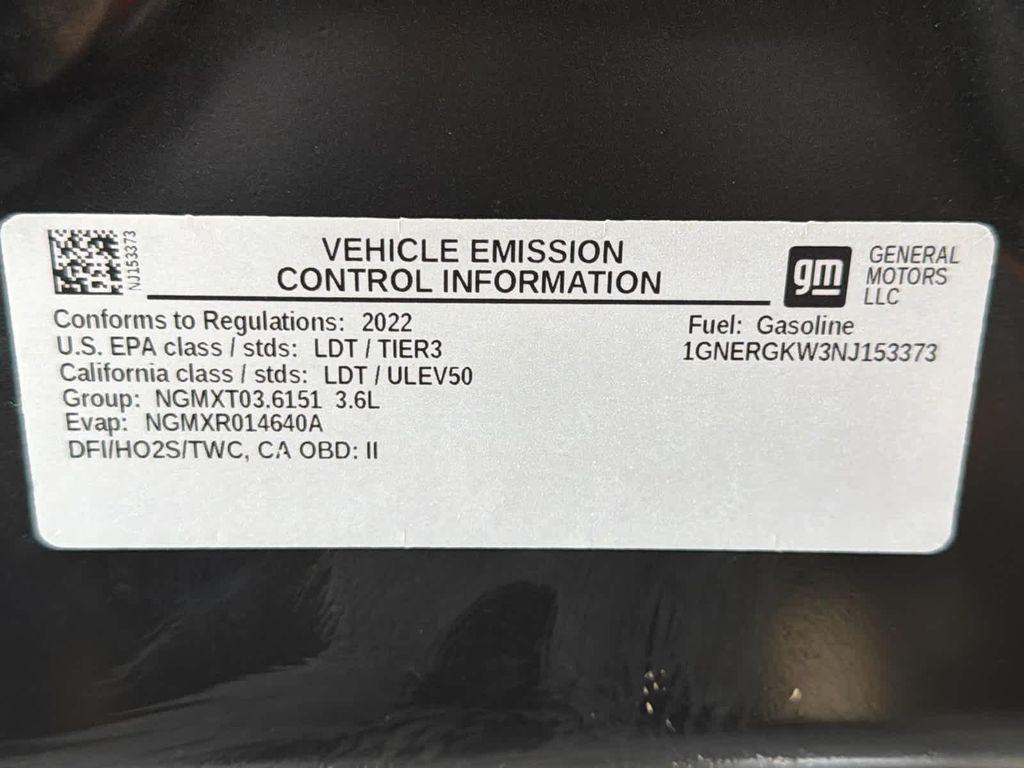 NJ153373
VEHICLE EMISSION
CONTROL INFORMATION
gm
GENERAL
MOTORS
LLC
Conforms to Regulations: 2022
U.S. EPA class / stds: LDT / TIER3
California class / stds: LDT / ULEV50
Group: NGMXT03.6151 3.6L
Evap: NGMXR014640A
DFI/HO2S/TWC, CA OBD: II
Fuel: Gasoline
1GNERGKW3NJ153373